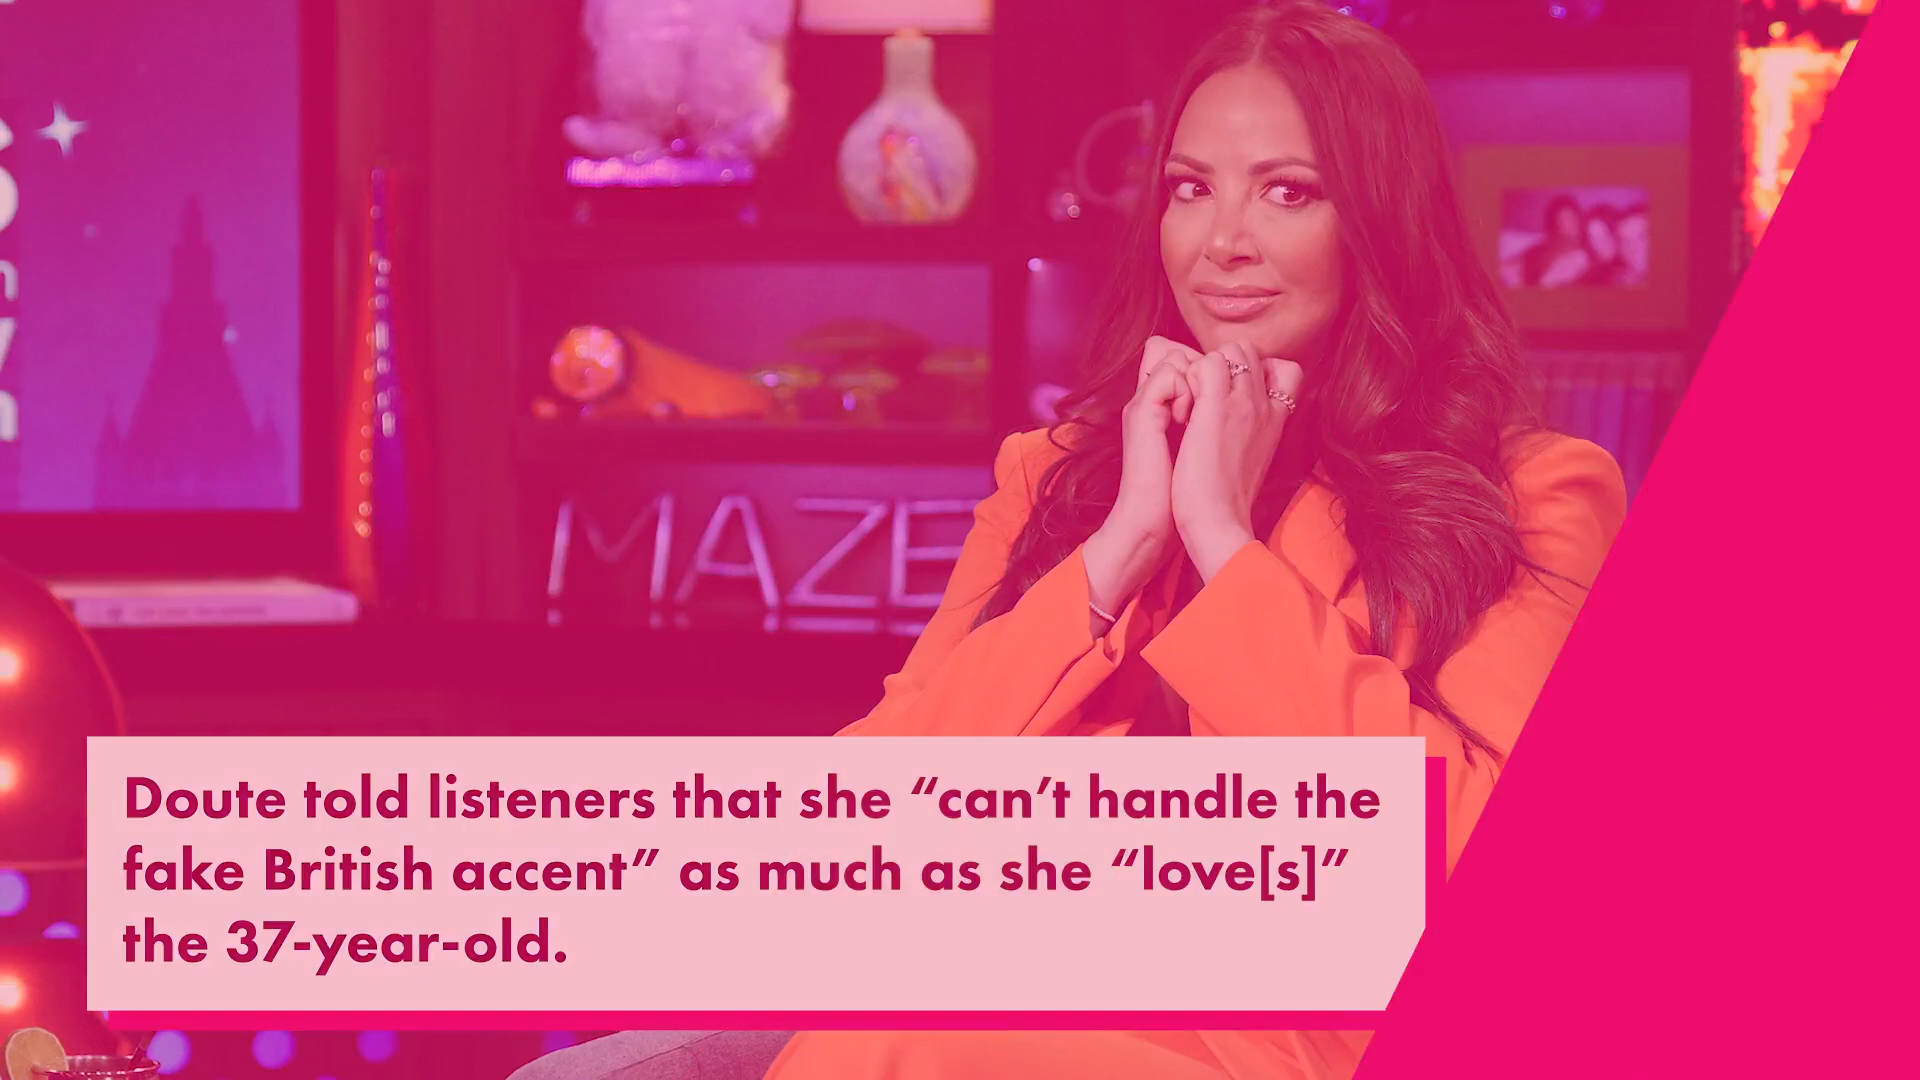 MAZE
Doute told listeners that she “can’t handle the
fake British accent” as much as she “love[s]”
the 37-year-old.